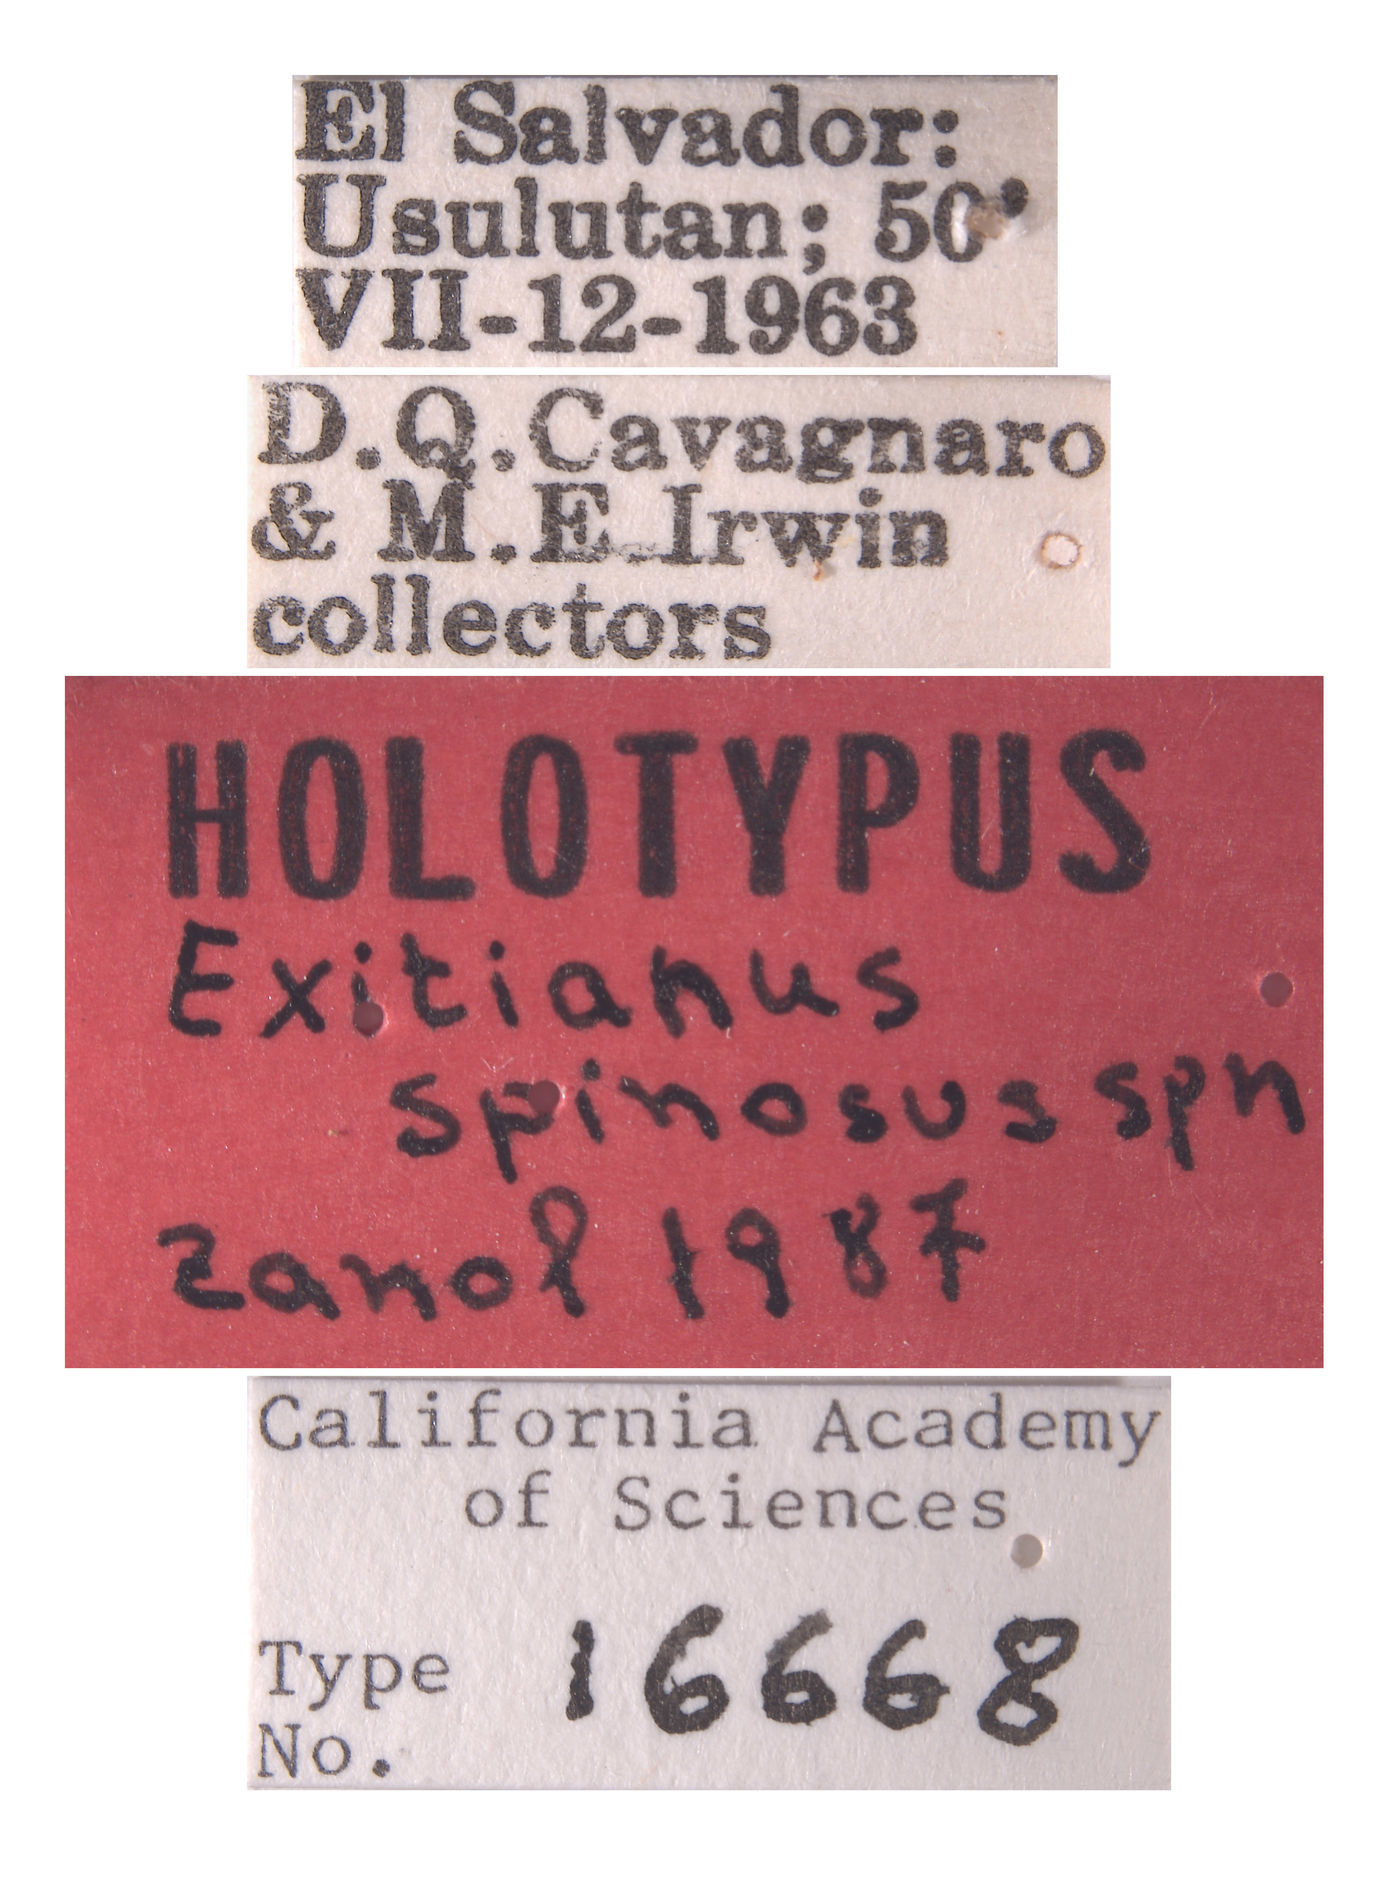 El Salvador:
Usulutan; 50'
VII-12-1963
D.Q.Cavagnaro
& M.E.Irwin
collectors
HOLOTYPUS
Exitianus
spinosus spn
Zanol 1987
California Academy
of Sciences
Type
No. 16668